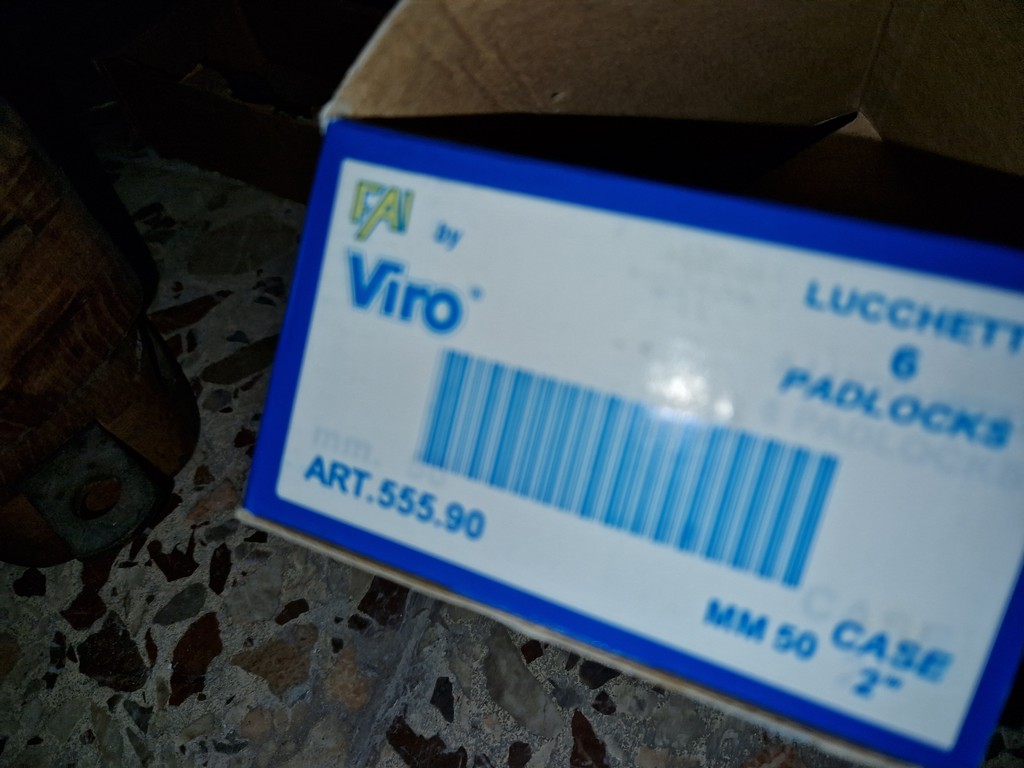 FAI
By
Viro
LUCCHETT
6
PADLOCKS
ART.555.90
MM 50
CASE
2"